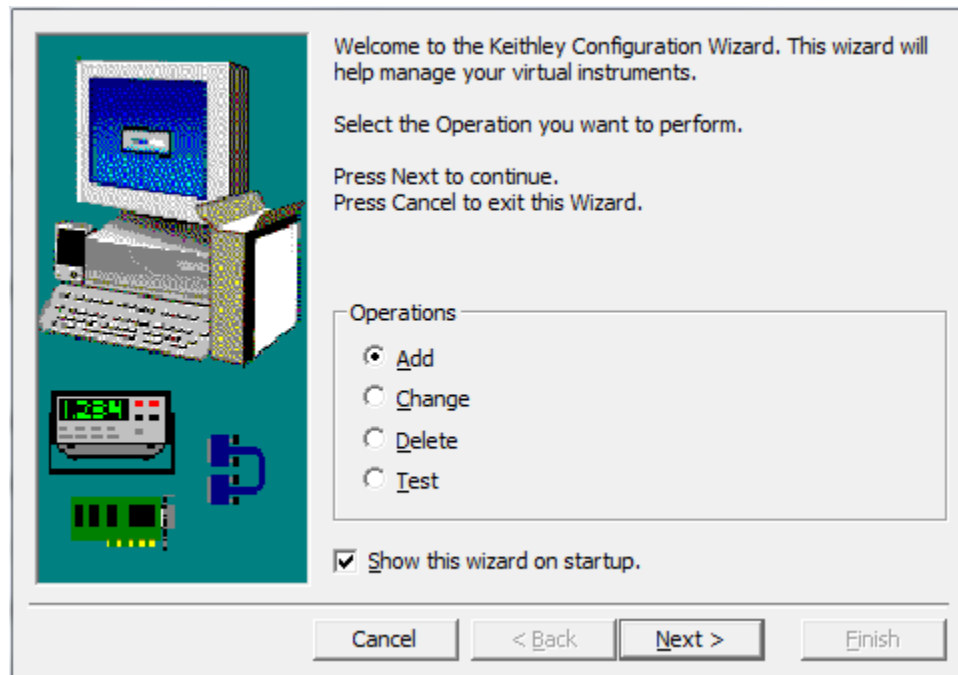 Welcome to the Keithley Configuration Wizard. This wizard will
help manage your virtual instruments.
Select the Operation you want to perform.
Press Next to continue.
Press Cancel to exit this Wizard.
1.234
Operations
Add
Change
Delete
Test
Show this wizard on startup.
Cancel
< Back
Next >
Finish